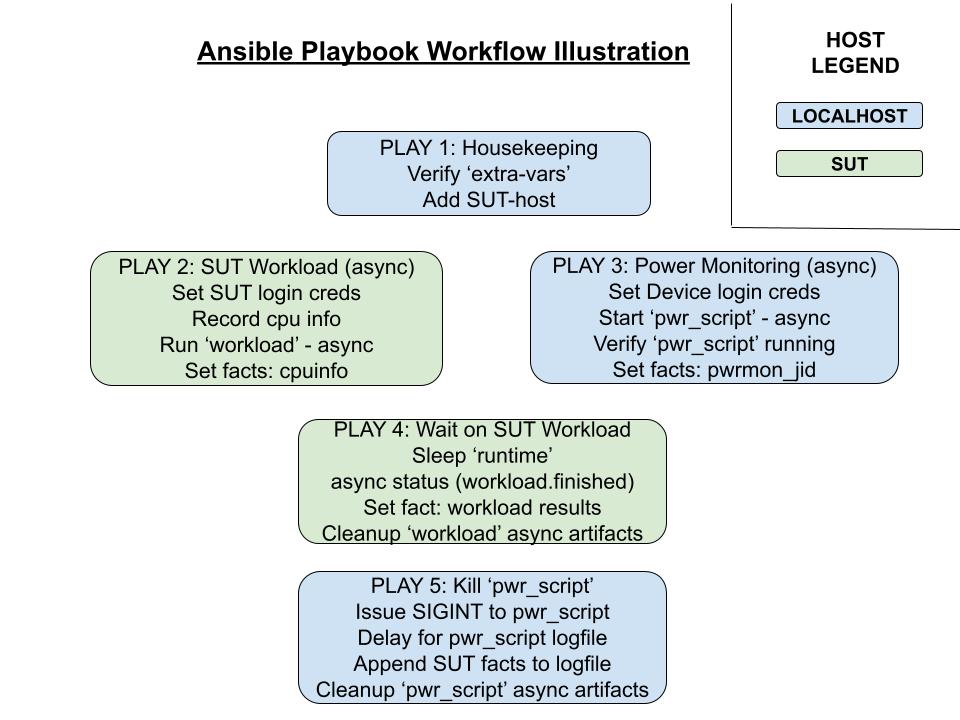 Ansible Playbook Workflow Illustration
HOST
LEGEND
LOCALHOST
SUT
PLAY 1: Housekeeping
Verify ‘extra-vars’
Add SUT-host
PLAY 2: SUT Workload (async)
Set SUT login creds
Record cpu info
Run ‘workload’ - async
Set facts: cpuinfo
PLAY 3: Power Monitoring (async)
Set Device login creds
Start ‘pwr_script’ - async
Verify ‘pwr_script’ running
Set facts: pwrmon_jid
PLAY 4: Wait on SUT Workload
Sleep ‘runtime’
async status (workload.finished)
Set fact: workload results
Cleanup ‘workload’ async artifacts
PLAY 5: Kill ‘pwr_script’
Issue SIGINT to pwr_script
Delay for pwr_script logfile
Append SUT facts to logfile
Cleanup ‘pwr_script’ async artifacts